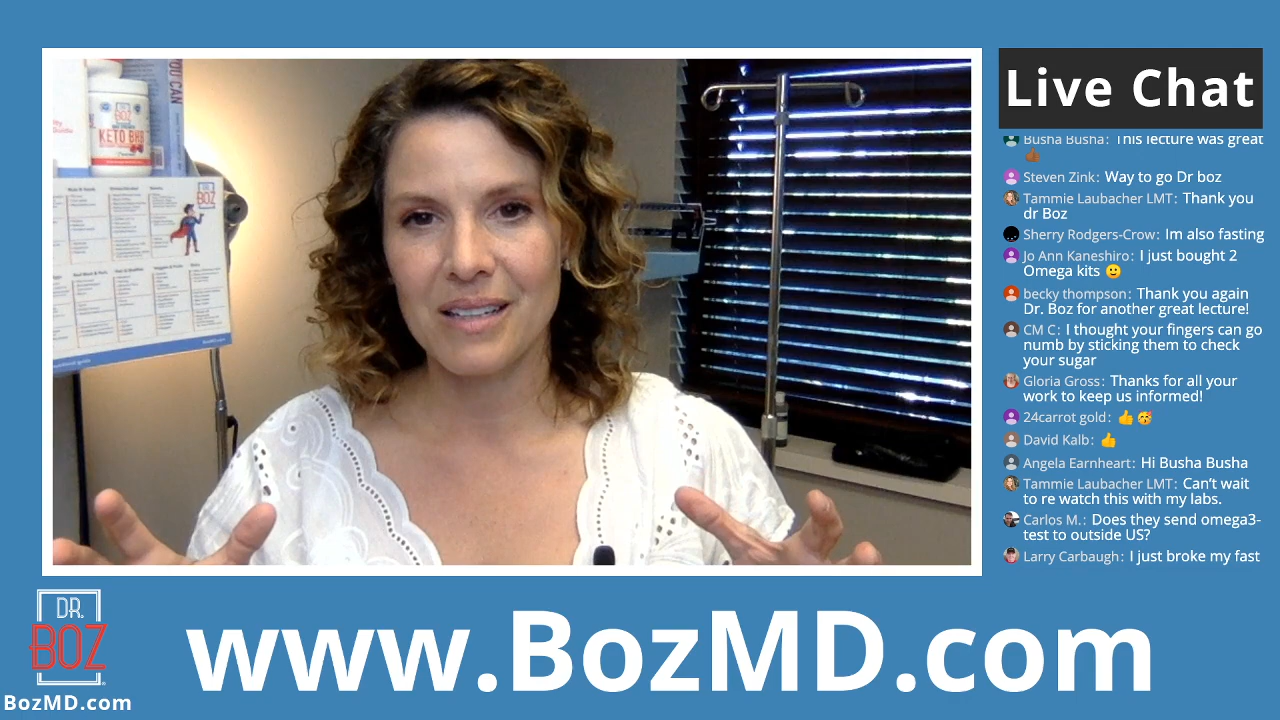 YOU CAN
DR.
BOZ
KETO BHB
DR.
BOZ
Live Chat
Busha Busha: This lecture was great
👍🏾
Steven Zink: Way to go Dr boz
Tammie Laubacher LMT: Thank you
dr Boz
Sherry Rodgers-Crow: Im also fasting
Jo Ann Kaneshiro: I just bought 2
Omega kits 🙂
becky thompson: Thank you again
Dr. Boz for another great lecture!
CM C: I thought your fingers can go
numb by sticking them to check
your sugar
Gloria Gross: Thanks for all your
work to keep us informed!
24carrot gold: 👍🥳
David Kalb: 👍
Angela Earnheart: Hi Busha Busha
Tammie Laubacher LMT: Can't wait
to re watch this with my labs.
Carlos M.: Does they send omega3-
test to outside US?
Larry Carbaugh: I just broke my fast
DR.
BOZ
BozMD.com
www.BozMD.com